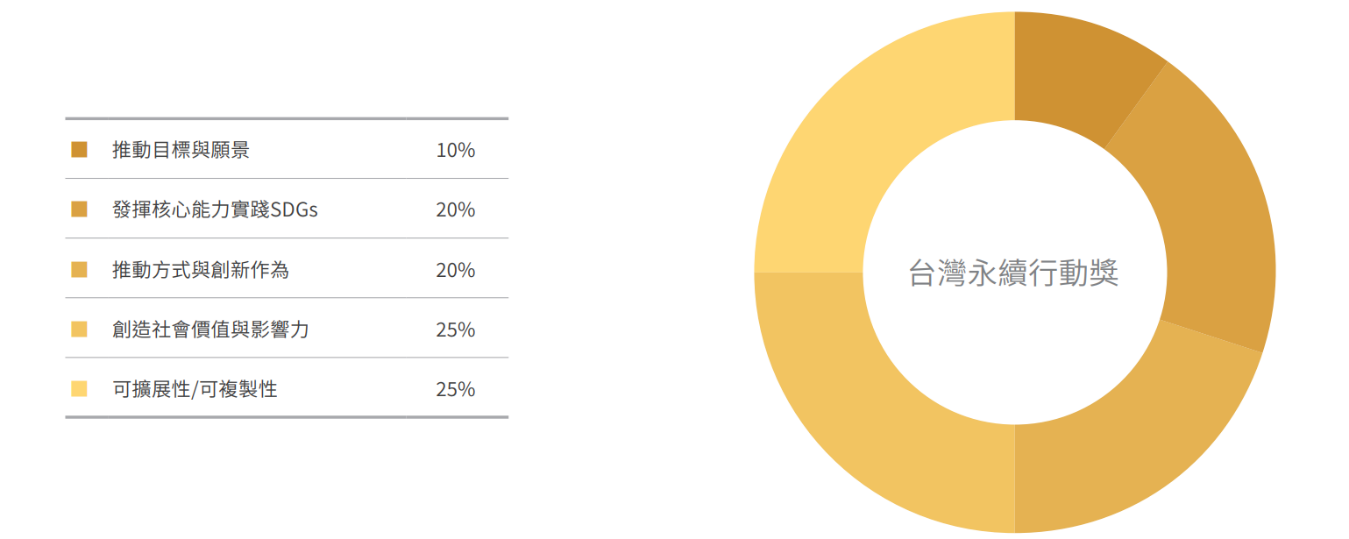 推動目標與願景 10%
發揮核心能力實踐SDGs 20%
推動方式與創新作為 20%
創造社會價值與影響力 25%
可擴展性/可複製性 25%
台灣永續行動獎